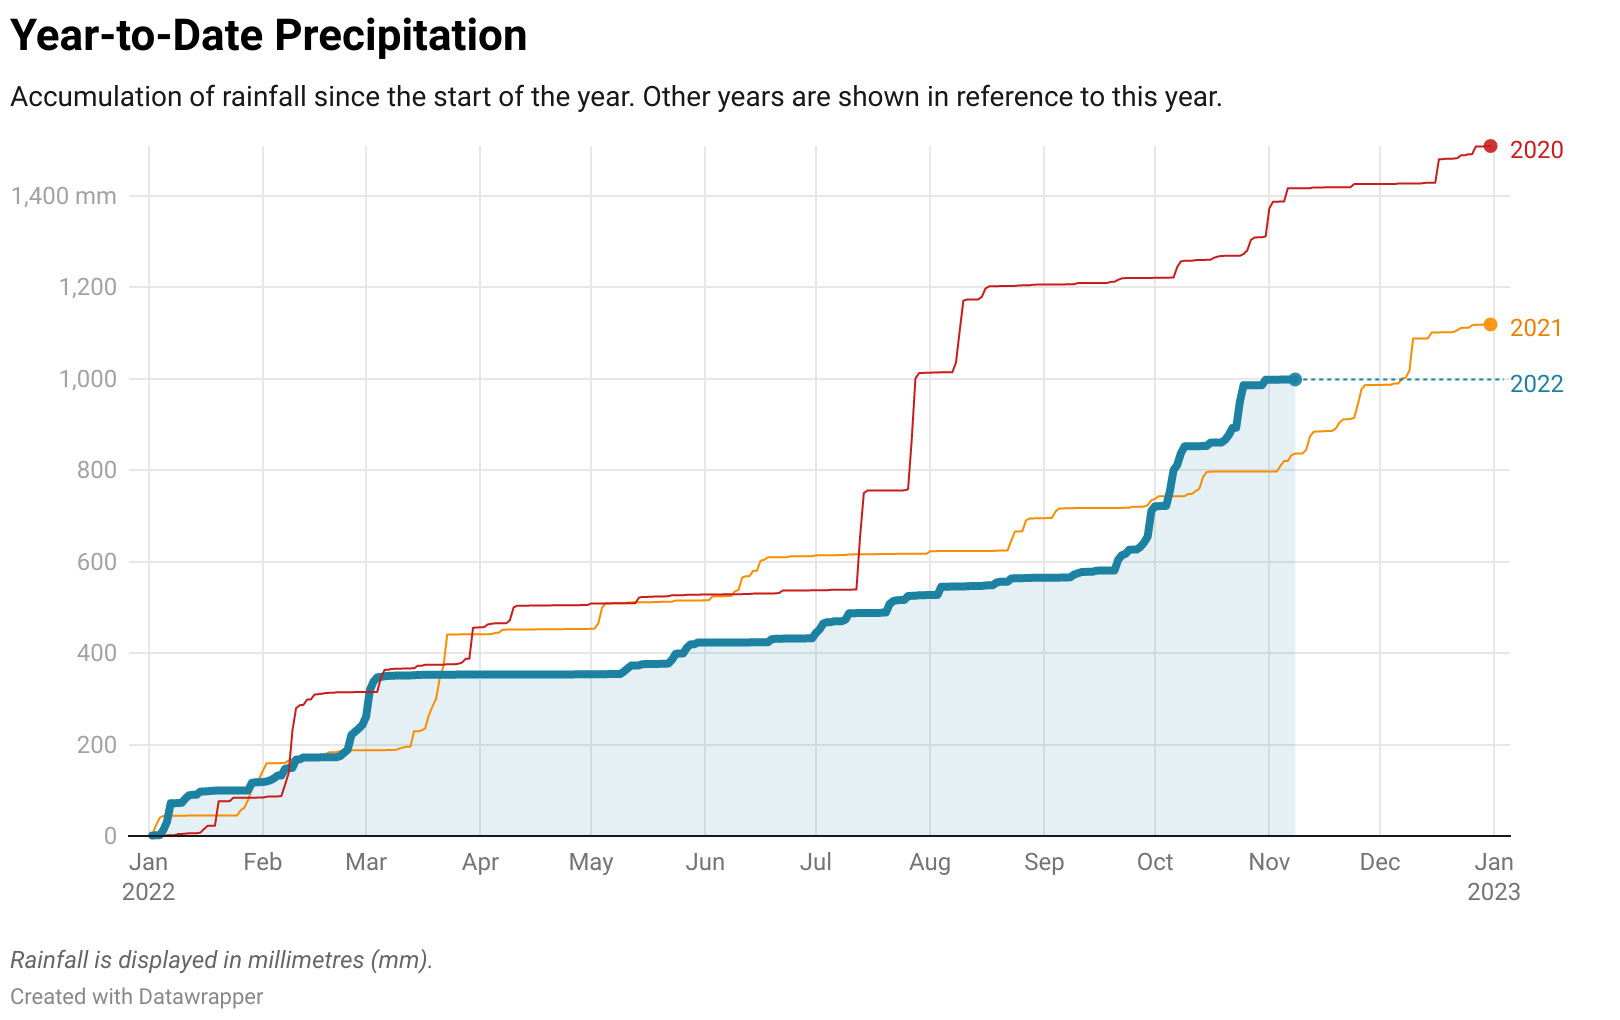 Year-to-Date Precipitation
Accumulation of rainfall since the start of the year. Other years are shown in reference to this year.
2020
1,400 mm
1,200
2021
1,000
2022
800
600
400
200
0
Jan Feb Mar Apr May Jun Jul Aug Sep Oct Nov Dec Jan
2022 2023
Rainfall is displayed in millimetres (mm).
Created with Datawrapper